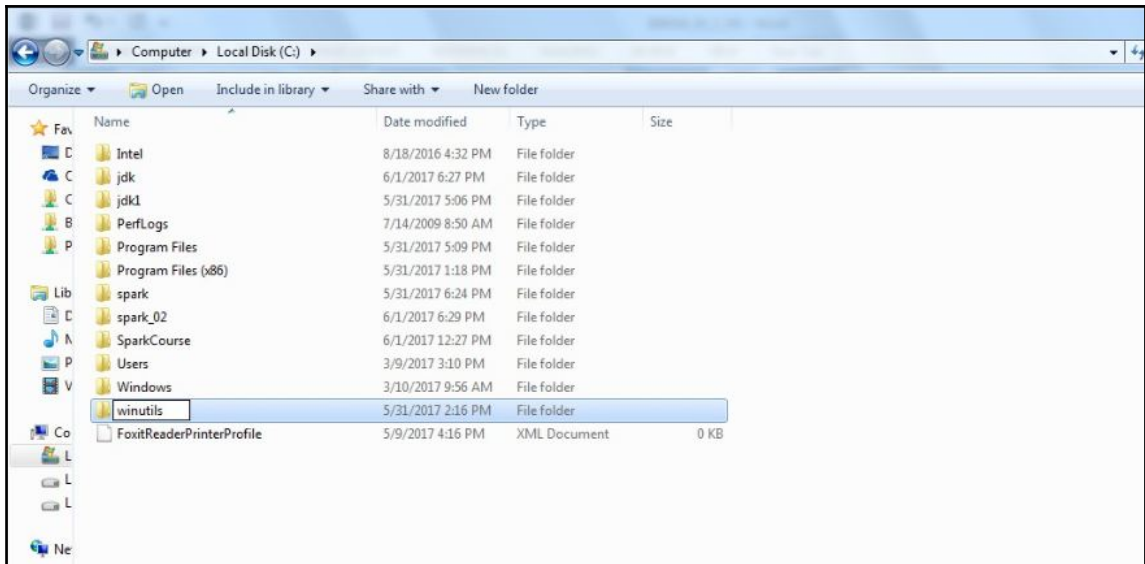 Computer ▸ Local Disk (C:) ▸
Organize Open Include in library Share with New folder
Name Date modified Type Size
Fav
D
C
C
B
P
Lib
D
N
P
V
Co
L
L
L
Ne
Intel 8/18/2016 4:32 PM File folder
jdk 6/1/2017 6:27 PM File folder
jdk1 5/31/2017 5:06 PM File folder
PerfLogs 7/14/2009 8:50 AM File folder
Program Files 5/31/2017 5:09 PM File folder
Program Files (x86) 5/31/2017 1:18 PM File folder
spark 5/31/2017 6:24 PM File folder
spark_02 6/1/2017 6:29 PM File folder
SparkCourse 6/1/2017 12:27 PM File folder
Users 3/9/2017 3:10 PM File folder
Windows 3/10/2017 9:56 AM File folder
winutils 5/31/2017 2:16 PM File folder
FoxitReaderPrinterProfile 5/9/2017 4:16 PM XML Document 0 KB